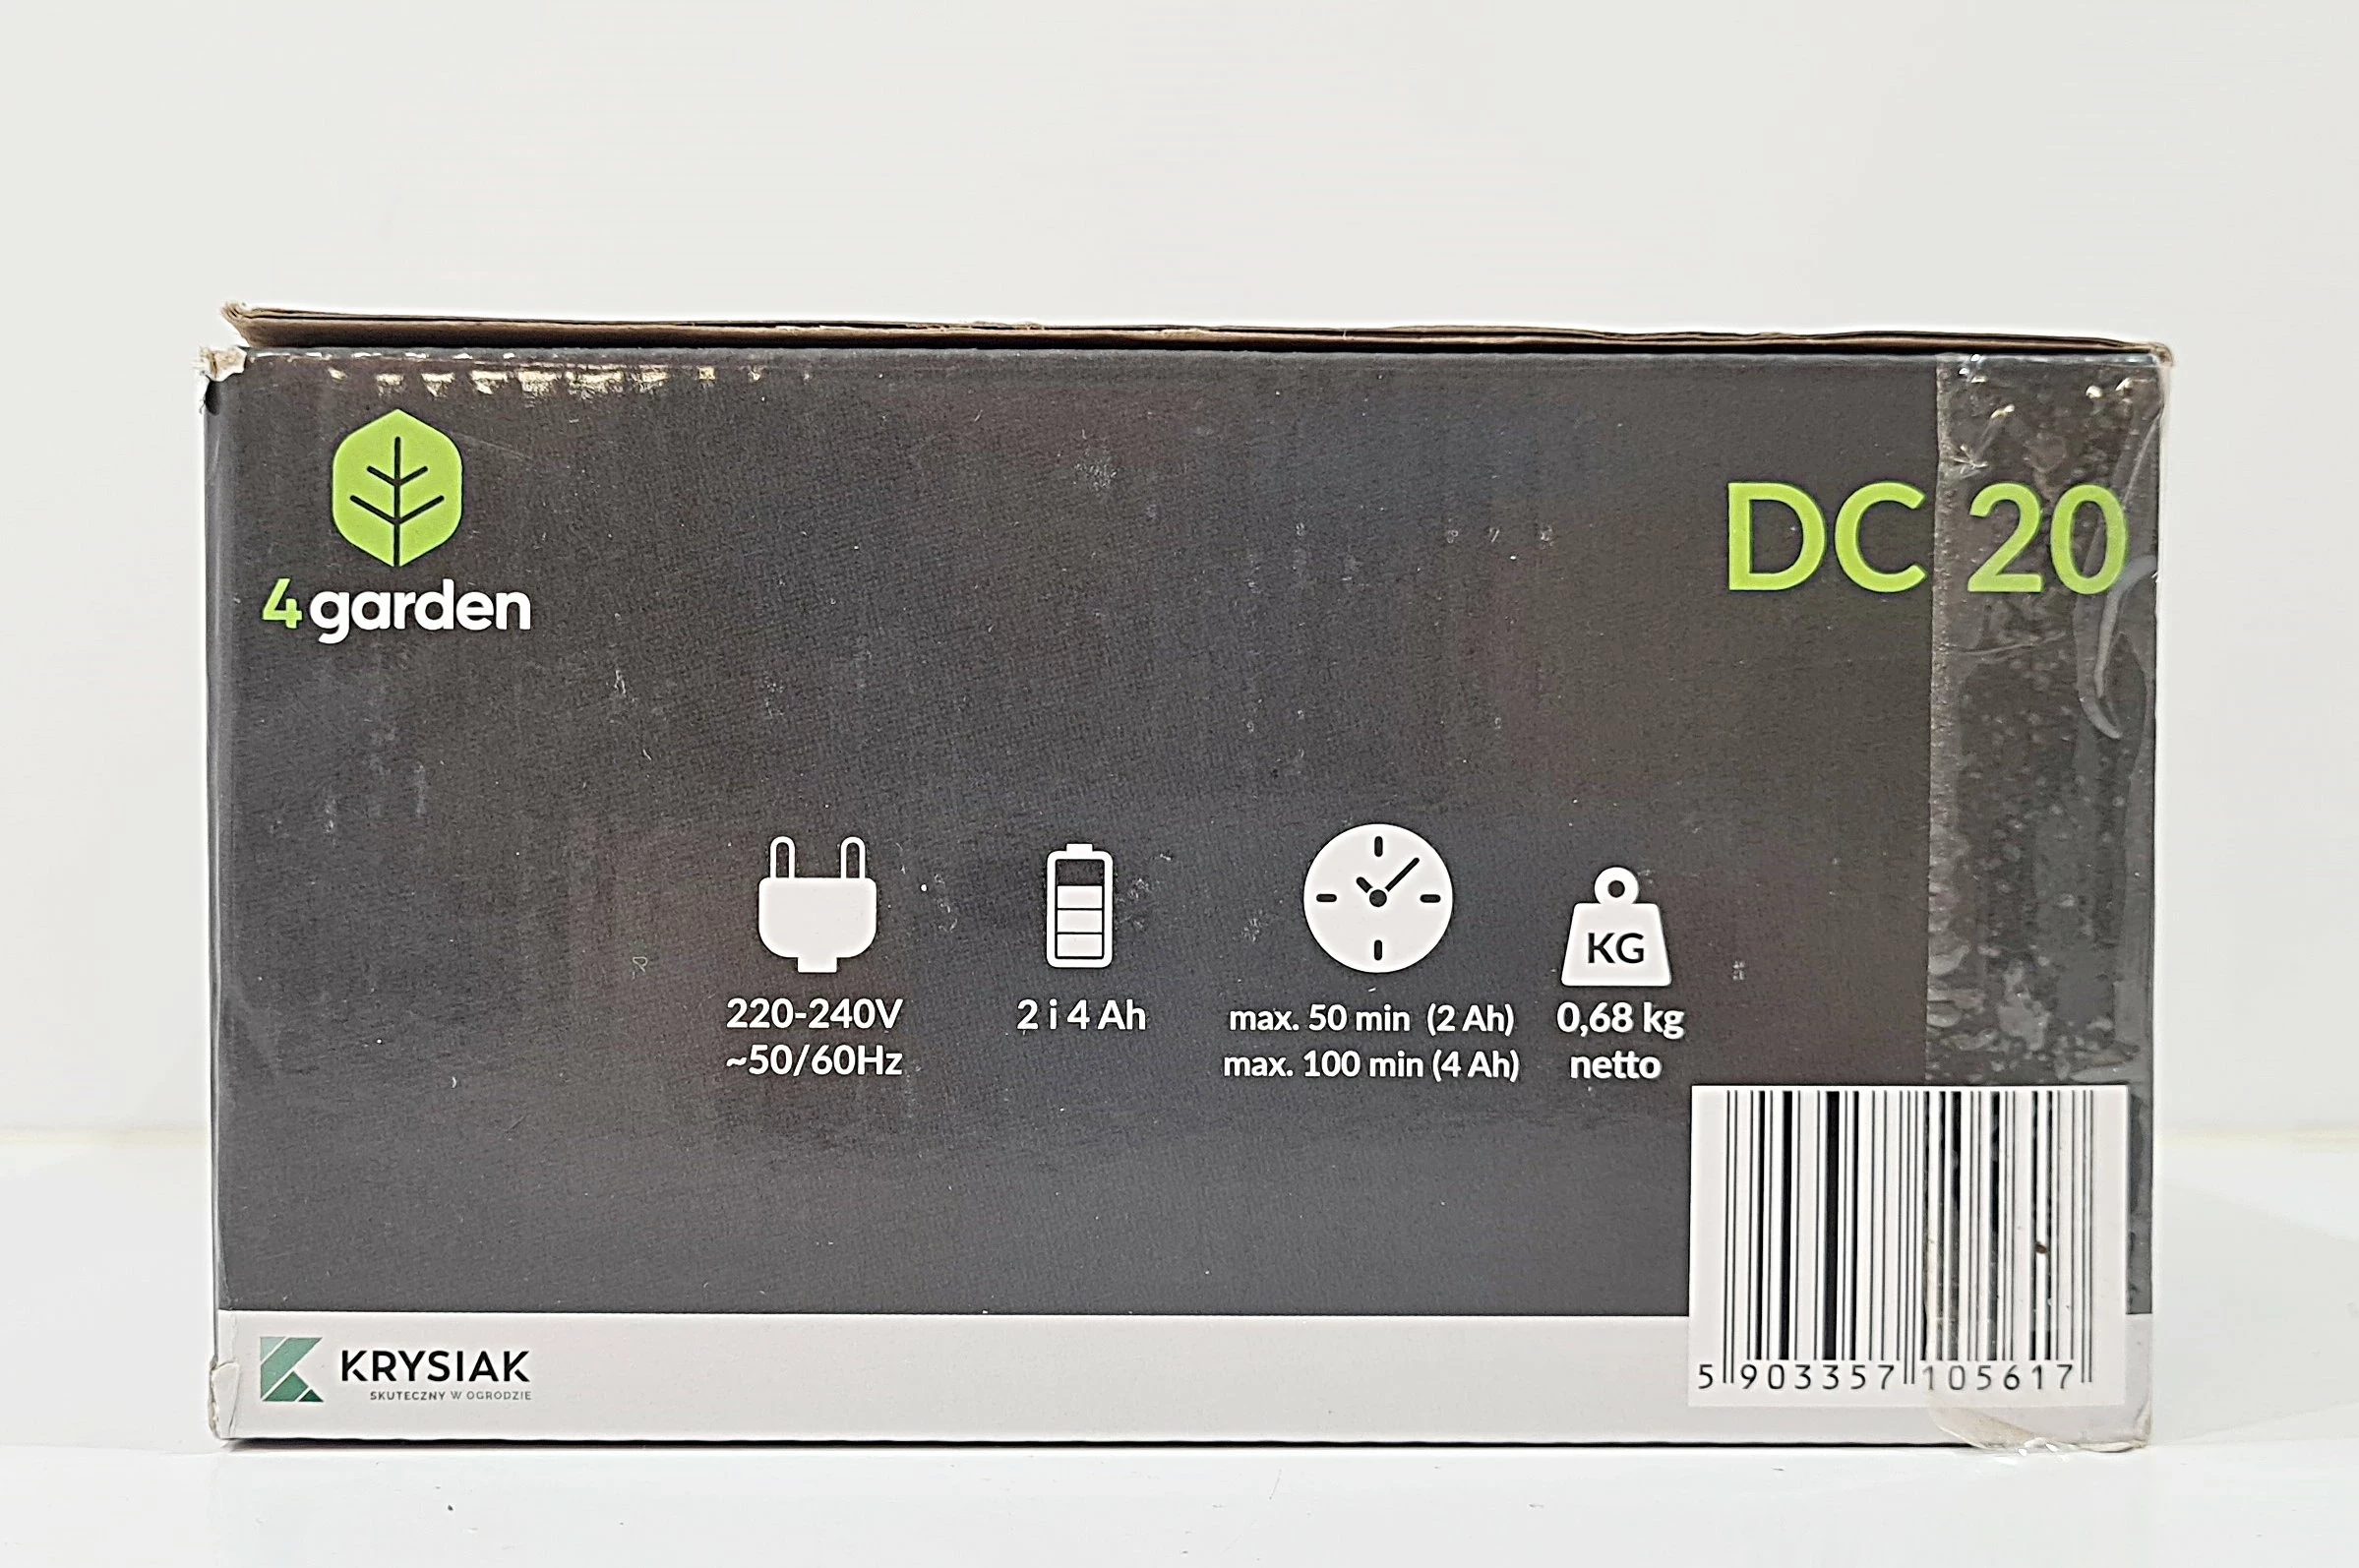 4garden
DC 20
KG
220-240V
~50/60Hz
2 i 4 Ah
max. 50 min (2 Ah)
max. 100 min (4 Ah)
0,68 kg
netto
KRYSIAK
SKUTECZNY W OGRODZIE
5 903357 105617